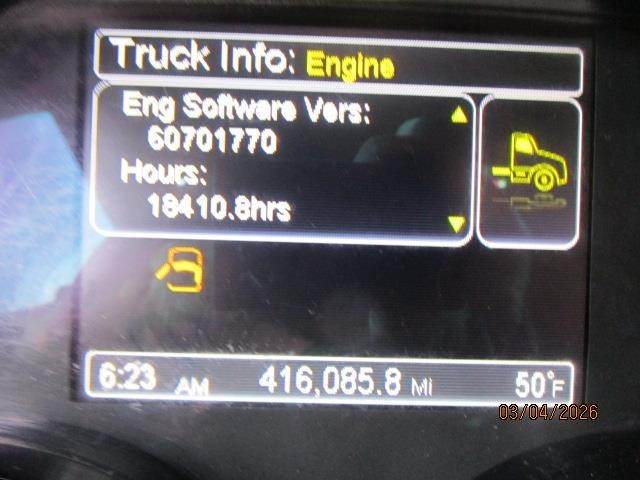 Truck Info: Engine
Eng Software Vers:
60701770
Hours:
18410.8hrs
6:23 AM 416,085.8 Mi 50°F
03/04/2026